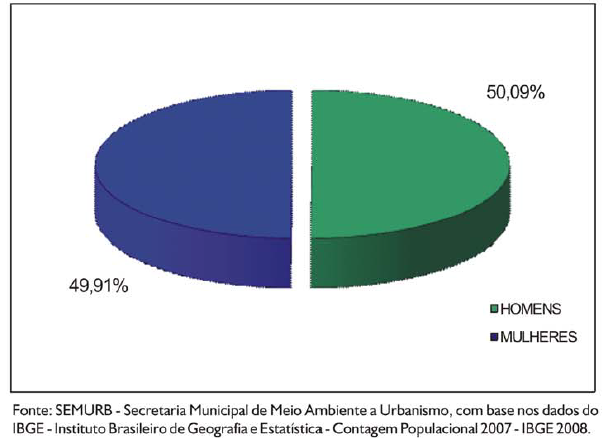 50,09%
49,91%
HOMENS
MULHERES
Fonte: SEMURB - Secretaria Municipal de Meio Ambiente a Urbanismo, com base nos dados do
IBGE - Instituto Brasileiro de Geografia e Estatística - Contagem Populacional 2007 - IBGE 2008.